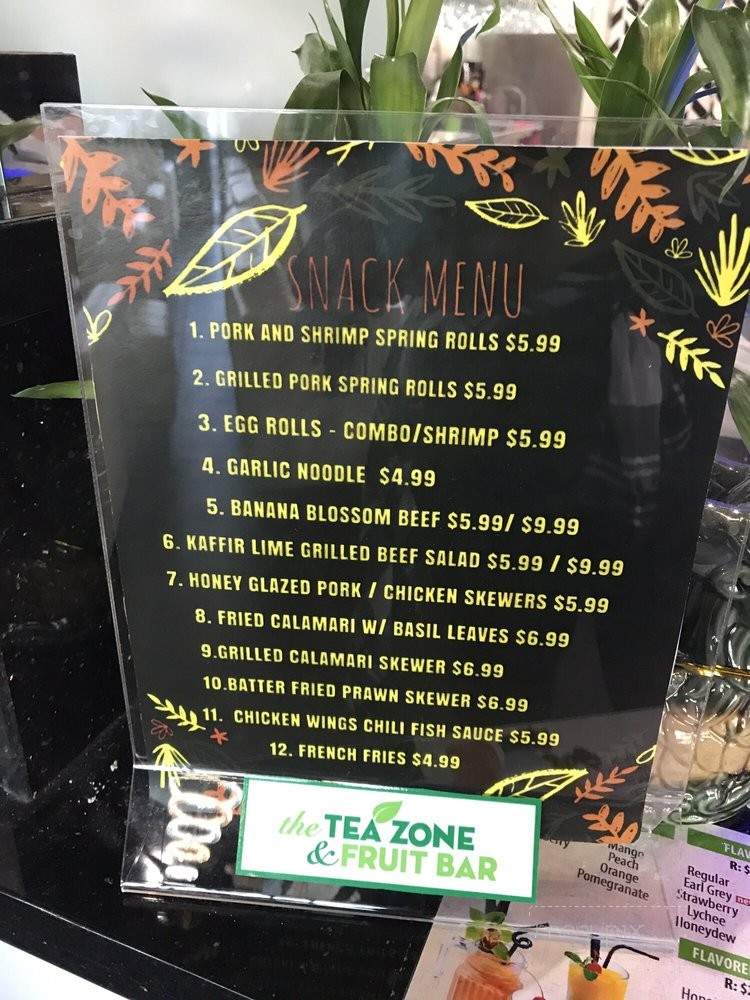 SNACK MENU
1. PORK AND SHRIMP SPRING ROLLS $5.99
2. GRILLED PORK SPRING ROLLS $5.99
3. EGG ROLLS - COMBO/SHRIMP $5.99
4. GARLIC NOODLE $4.99
5. BANANA BLOSSOM BEEF $5.99/ $9.99
6. KAFFIR LIME GRILLED BEEF SALAD $5.99 / $9.99
7. HONEY GLAZED PORK / CHICKEN SKEWERS $5.99
8. FRIED CALAMARI W/ BASIL LEAVES $6.99
9.GRILLED CALAMARI SKEWER $6.99
10.BATTER FRIED PRAWN SKEWER $6.99
11. CHICKEN WINGS CHILI FISH SAUCE $5.99
12. FRENCH FRIES $4.99
the TEA ZONE
& FRUIT BAR
Mango
Peach
Orange
Pomegranate
R: $
Regular
Earl Grey
Strawberry
Lychee
Honeydew
FLAVORE
R: $